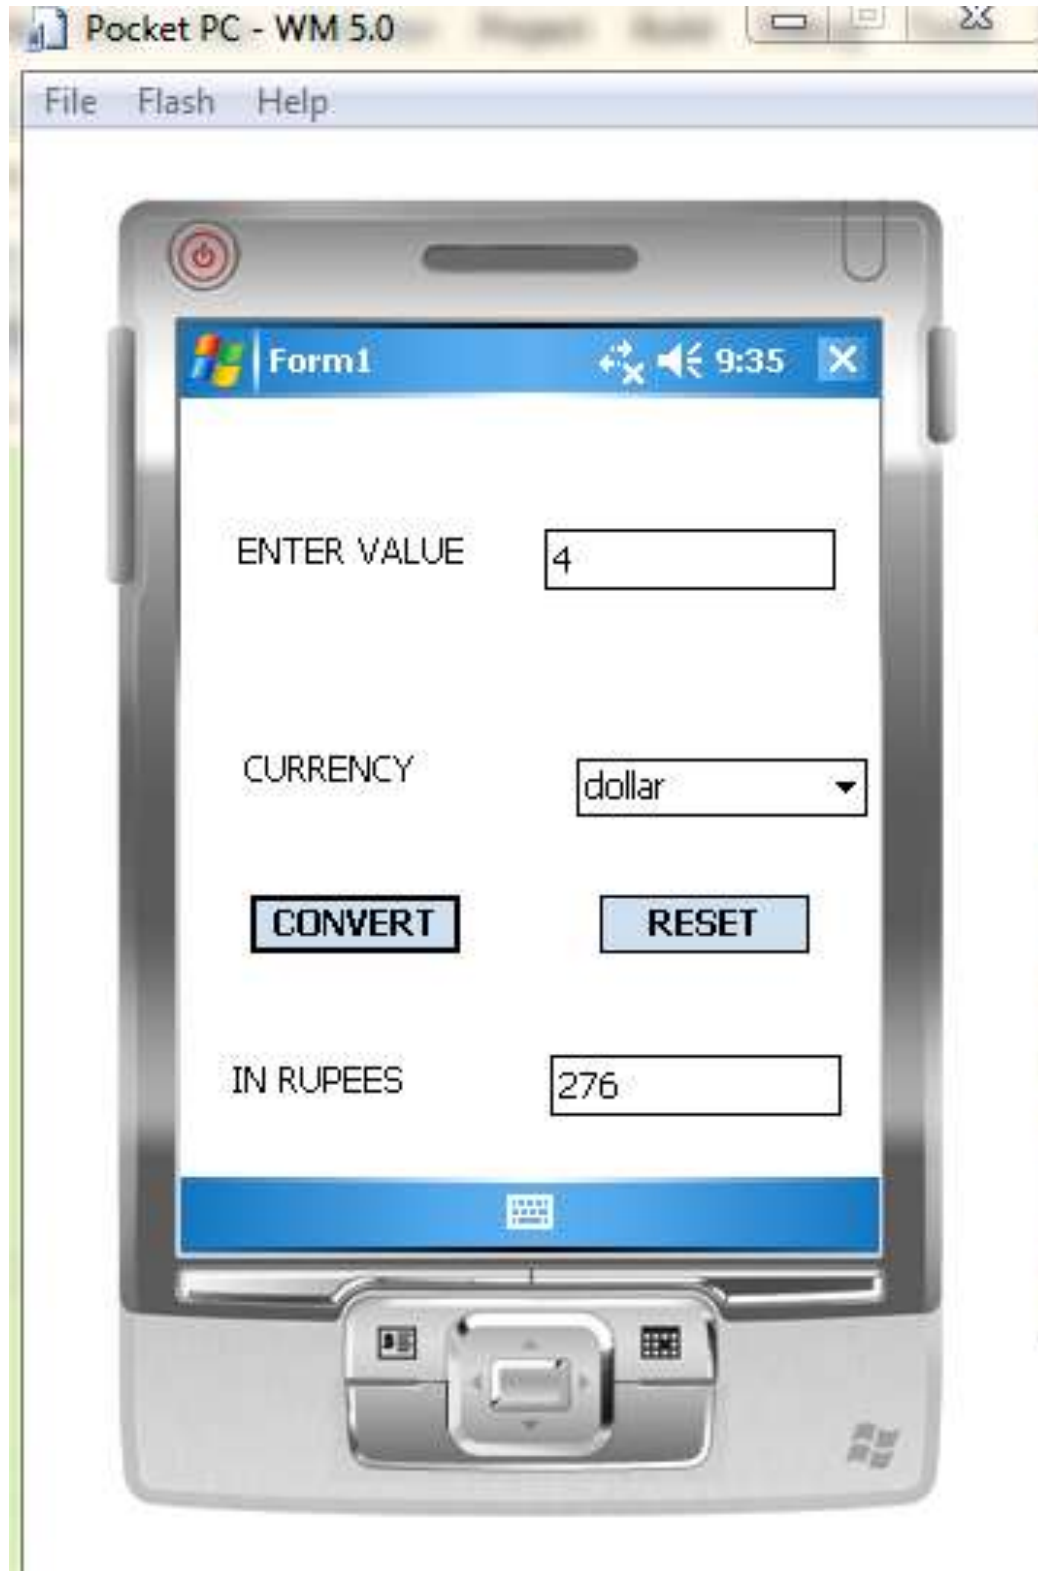 Pocket PC - WM 5.0
File Flash Help
Form1 9:35
ENTER VALUE 4
CURRENCY dollar
CONVERT RESET
IN RUPEES 276